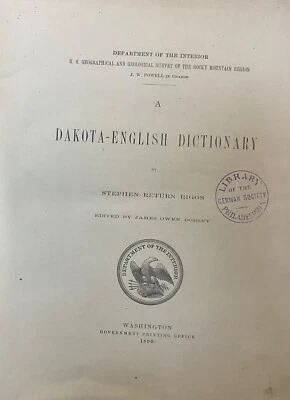 DEPARTMENT OF THE INTERIOR
U. S. GEOGRAPHICAL AND GEOLOGICAL SURVEY OF THE ROCKY MOUNTAIN REGION
J. W. POWELL IN CHARGE
A
DAKOTA-ENGLISH DICTIONARY
BY
STEPHEN RETURN RIGGS
EDITED BY JAMES OWEN DORSEY
LIBRARY
OF THE
GERMAN SOCIETY
PHILADELPHIA
DEPARTMENT OF THE INTERIOR
WASHINGTON
GOVERNMENT PRINTING OFFICE
1890